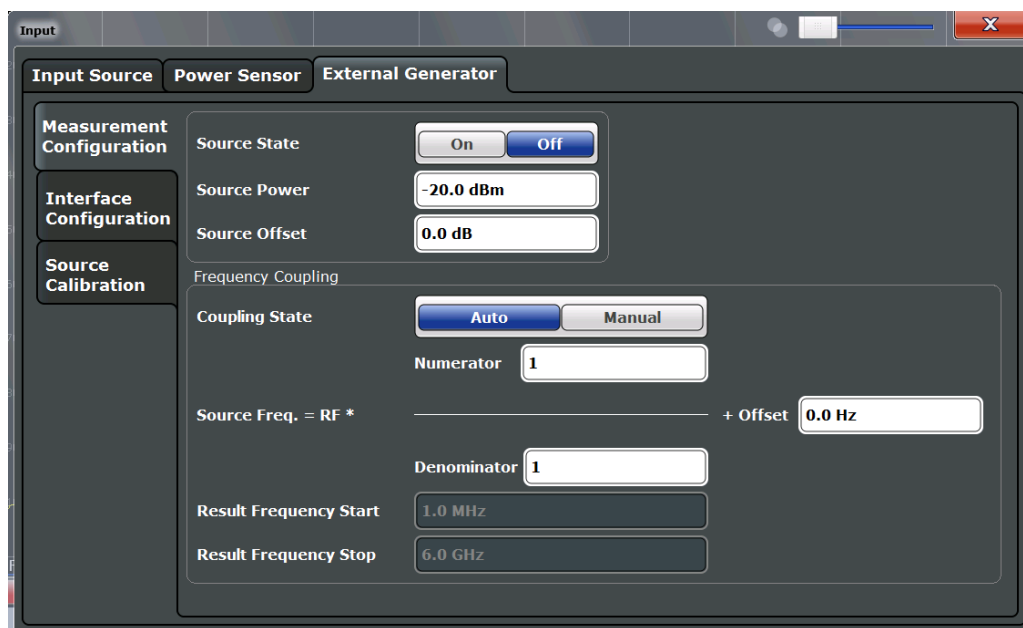 Input
X
Input Source Power Sensor External Generator
Measurement
Configuration
Interface
Configuration
Source
Calibration
Source State On Off
Source Power -20.0 dBm
Source Offset 0.0 dB
Frequency Coupling
Coupling State Auto Manual
Numerator 1
Source Freq. = RF * + Offset 0.0 Hz
Denominator 1
Result Frequency Start 1.0 MHz
Result Frequency Stop 6.0 GHz